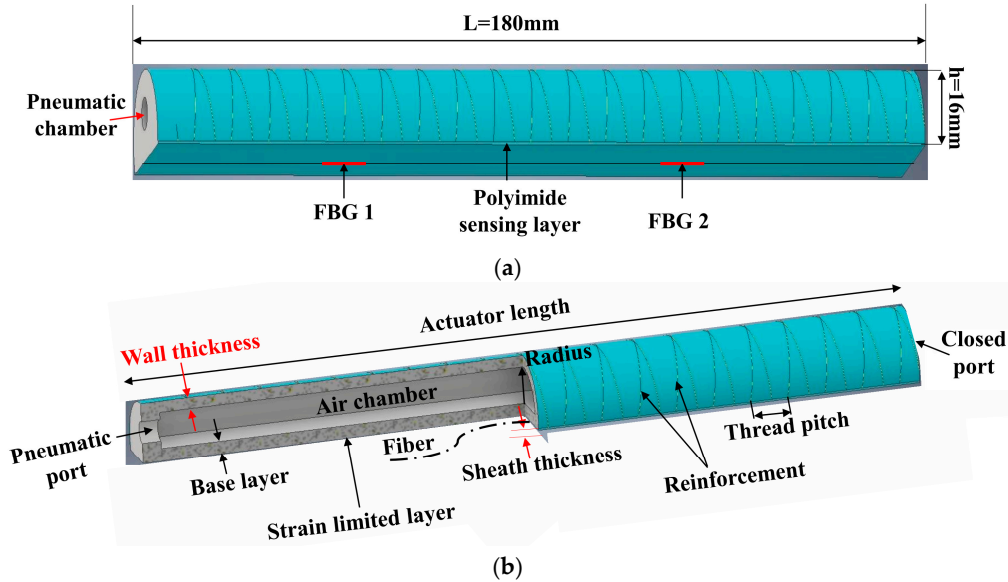 L=180mm
Pneumatic
chamber
h=16mm
FBG 1
Polyimide
sensing layer
FBG 2
(a)
Actuator length
Wall thickness
Radius
Closed
port
Air chamber
Pneumatic
port
Fiber
Thread pitch
Base layer
Sheath thickness
Reinforcement
Strain limited layer
(b)